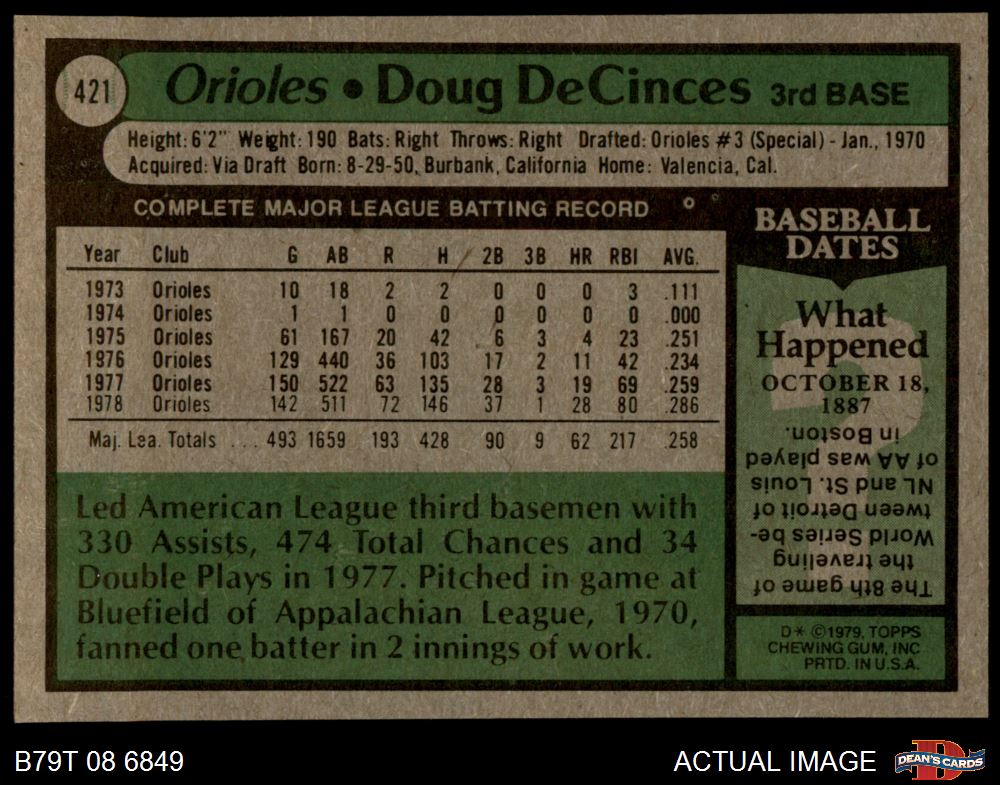 421
Orioles • Doug DeCinces 3rd BASE
Height: 6'2" Weight: 190 Bats: Right Throws: Right Drafted: Orioles #3 (Special) - Jan., 1970
Acquired: Via Draft Born: 8-29-50, Burbank, California Home: Valencia, Cal.
COMPLETE MAJOR LEAGUE BATTING RECORD
Year Club G AB R H 2B 3B HR RBI AVG.
1973 Orioles 10 18 2 2 0 0 0 3 .111
1974 Orioles 1 1 0 0 0 0 0 0 .000
1975 Orioles 61 167 20 42 6 3 4 23 .251
1976 Orioles 129 440 36 103 17 2 11 42 .234
1977 Orioles 150 522 63 135 28 3 19 69 .259
1978 Orioles 142 511 72 146 37 1 28 80 .286
Maj. Lea. Totals ... 493 1659 193 428 90 9 62 217 .258
Led American League third basemen with
330 Assists, 474 Total Chances and 34
Double Plays in 1977. Pitched in game at
Bluefield of Appalachian League, 1970,
fanned one batter in 2 innings of work.
BASEBALL
DATES
What
Happened
OCTOBER 18,
1887
The 8th game of
the traveling
World Series be-
tween Detroit of
NL and St. Louis
of AA was played
in Boston.
D* ©1979, TOPPS
CHEWING GUM, INC
PRTD. IN U.S.A.
B79T 08 6849
ACTUAL IMAGE
DEAN'S CARDS